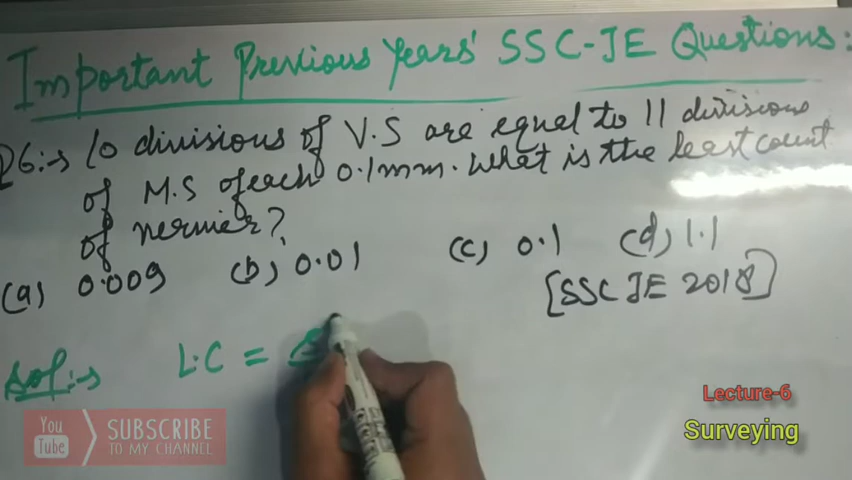 Important Previous Years' SSC-JE Questions:
Q6:→ 10 divisions of V.S are equal to 11 divisions
of M.S of each 0.1mm. What is the least count
of vernier?
(a) 0.009 (b) 0.01 (c) 0.1 (d) 1.1
[SSC JE 2018]
Sol:→ L.C =
Lecture-6
Surveying
You
Tube
SUBSCRIBE
TO MY CHANNEL